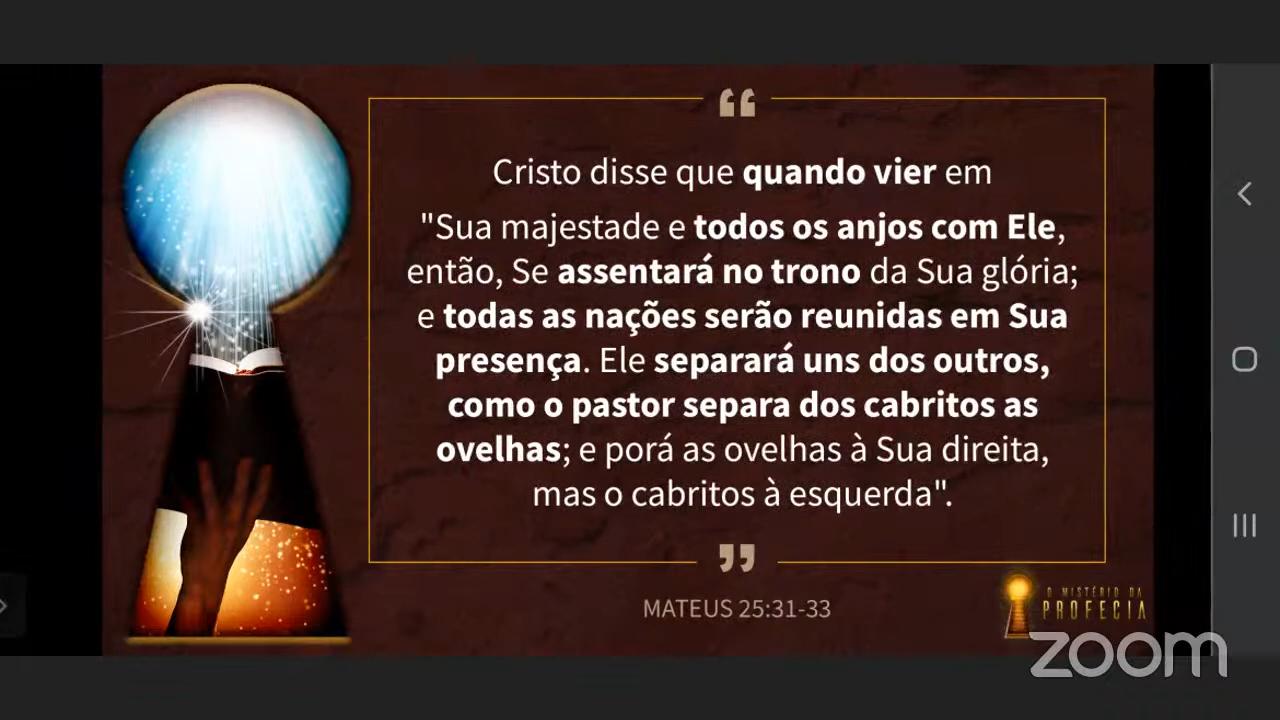 “
Cristo disse que quando vier em
"Sua majestade e todos os anjos com Ele,
então, Se assentará no trono da Sua glória;
e todas as nações serão reunidas em Sua
presença. Ele separará uns dos outros,
como o pastor separa dos cabritos as
ovelhas; e porá as ovelhas à Sua direita,
mas o cabritos à esquerda".
”
MATEUS 25:31-33
O MISTÉRIO DA
PROFECIA
zoom